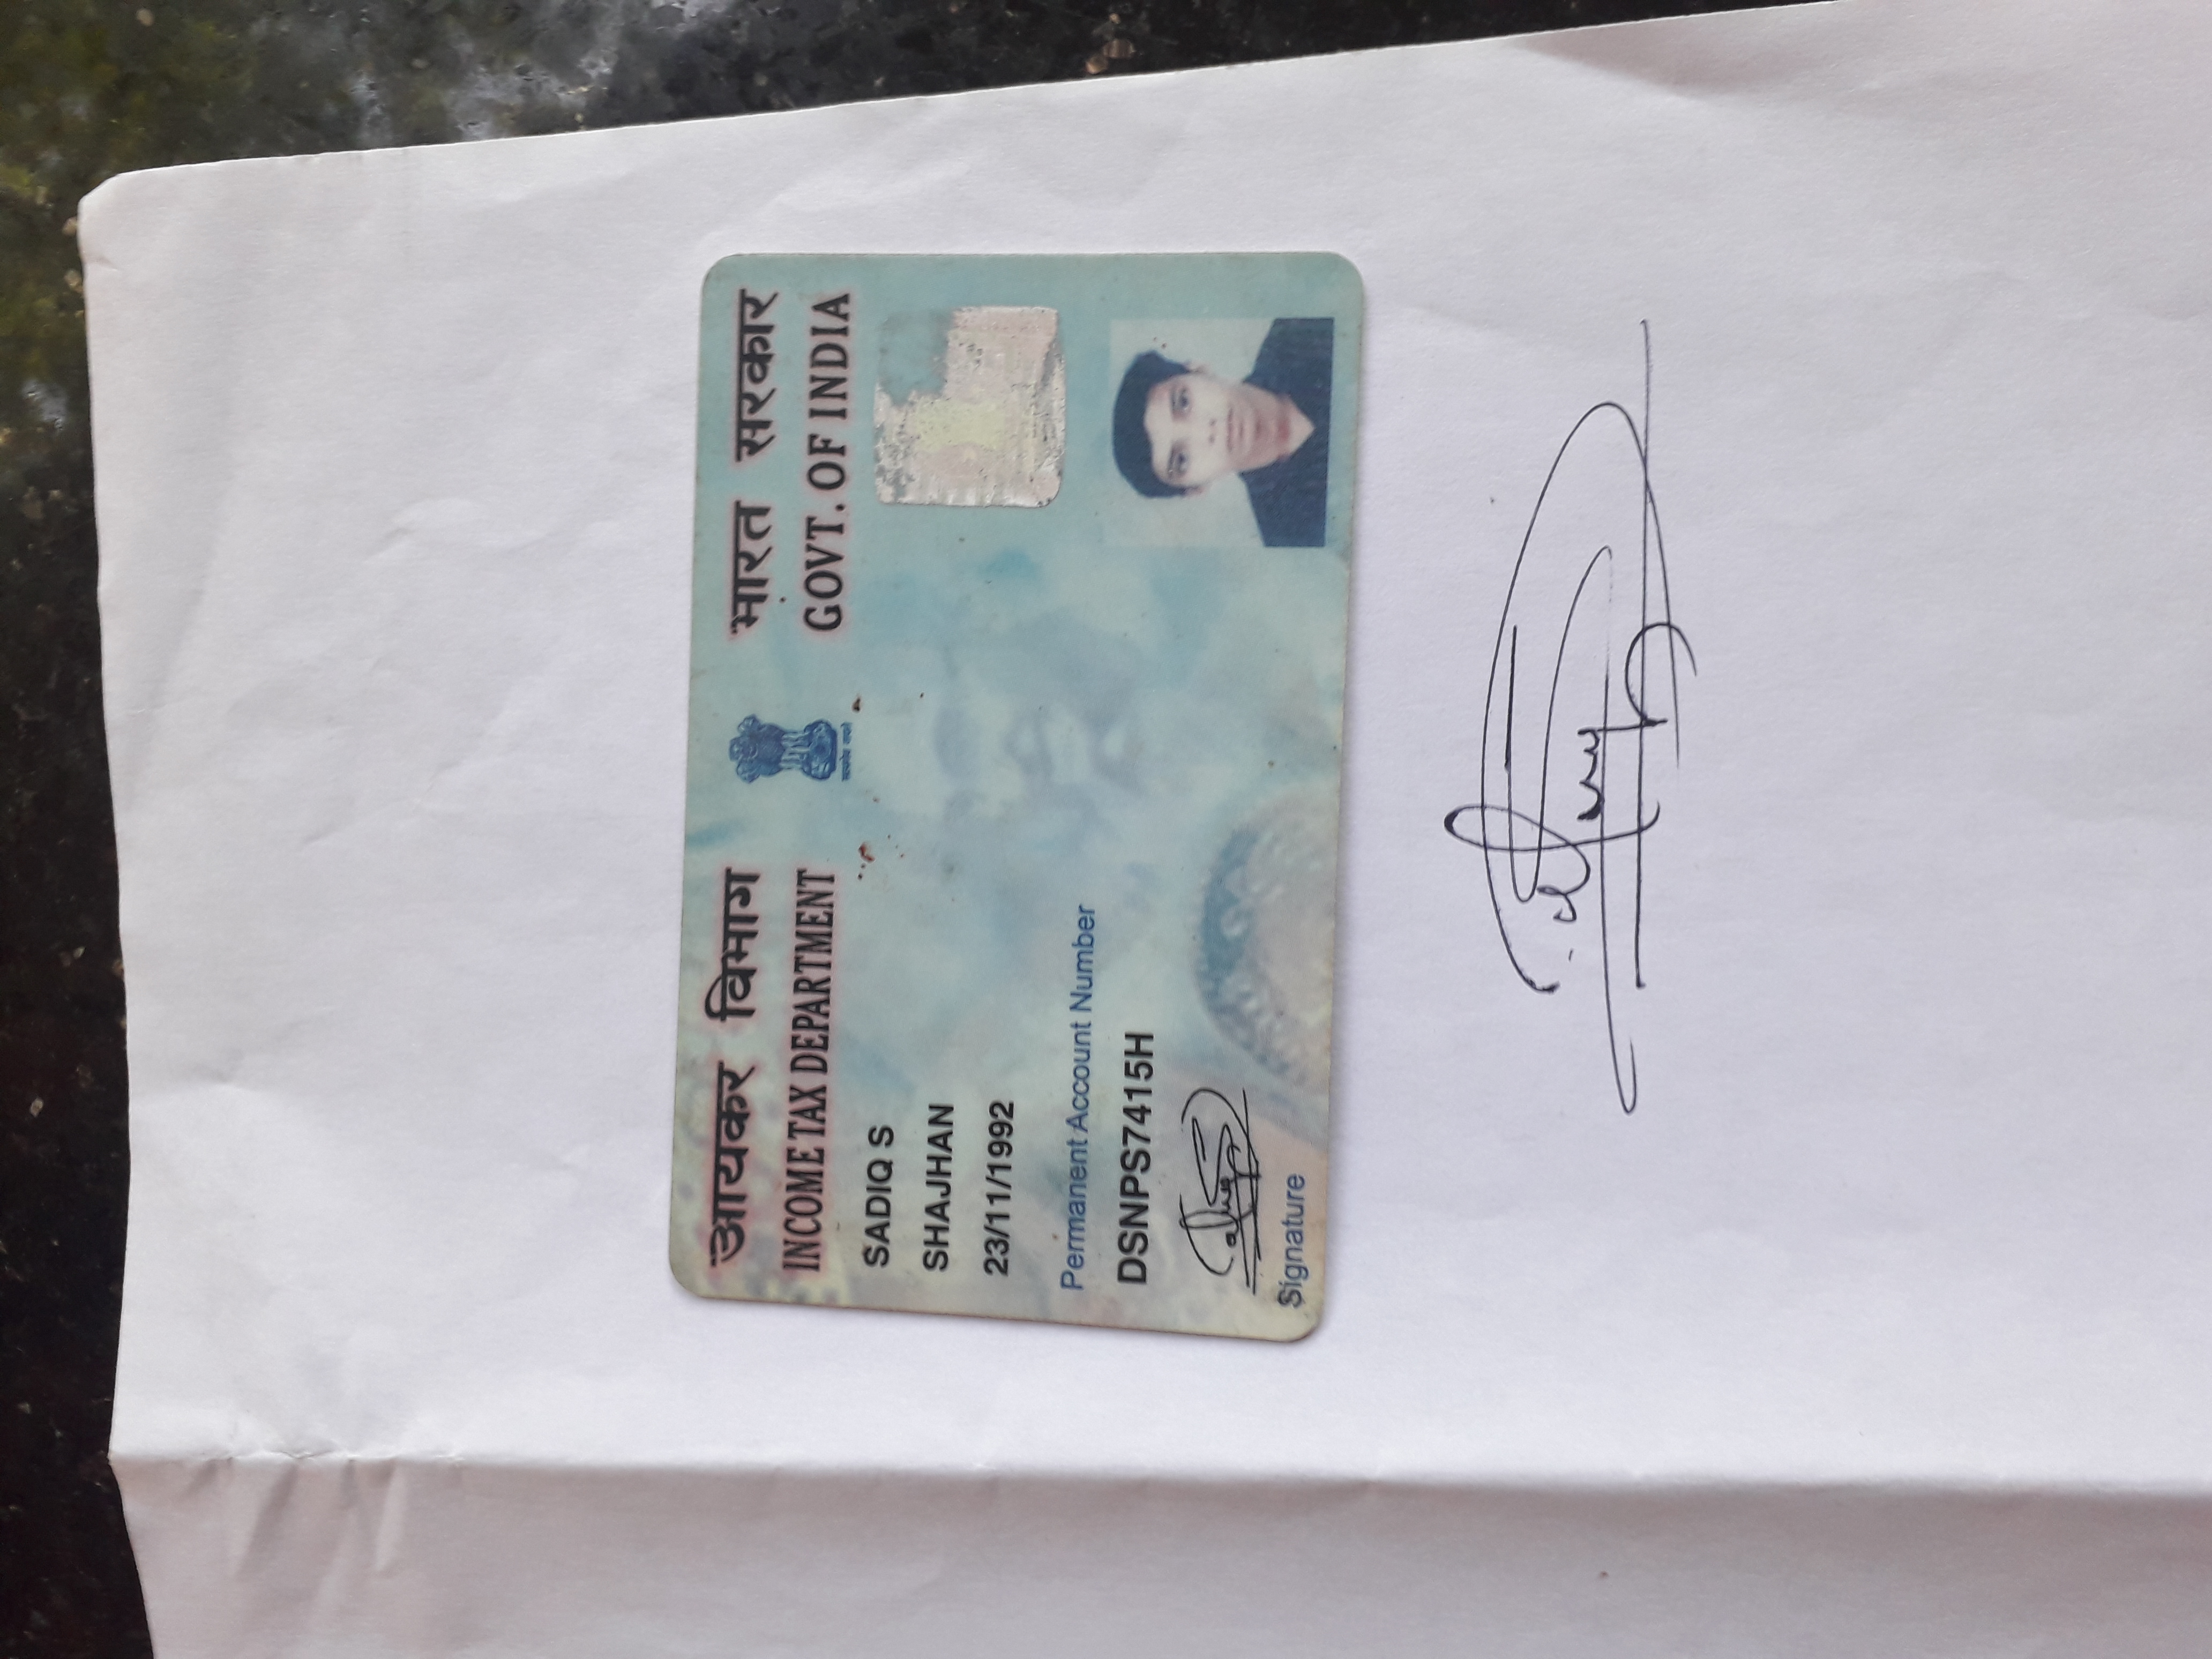 आयकर विभाग
INCOME TAX DEPARTMENT
भारत सरकार
GOVT. OF INDIA
सत्यमेव जयते
SADIQ S
SHAJHAN
23/11/1992
Permanent Account Number
DSNPS7415H
Signature